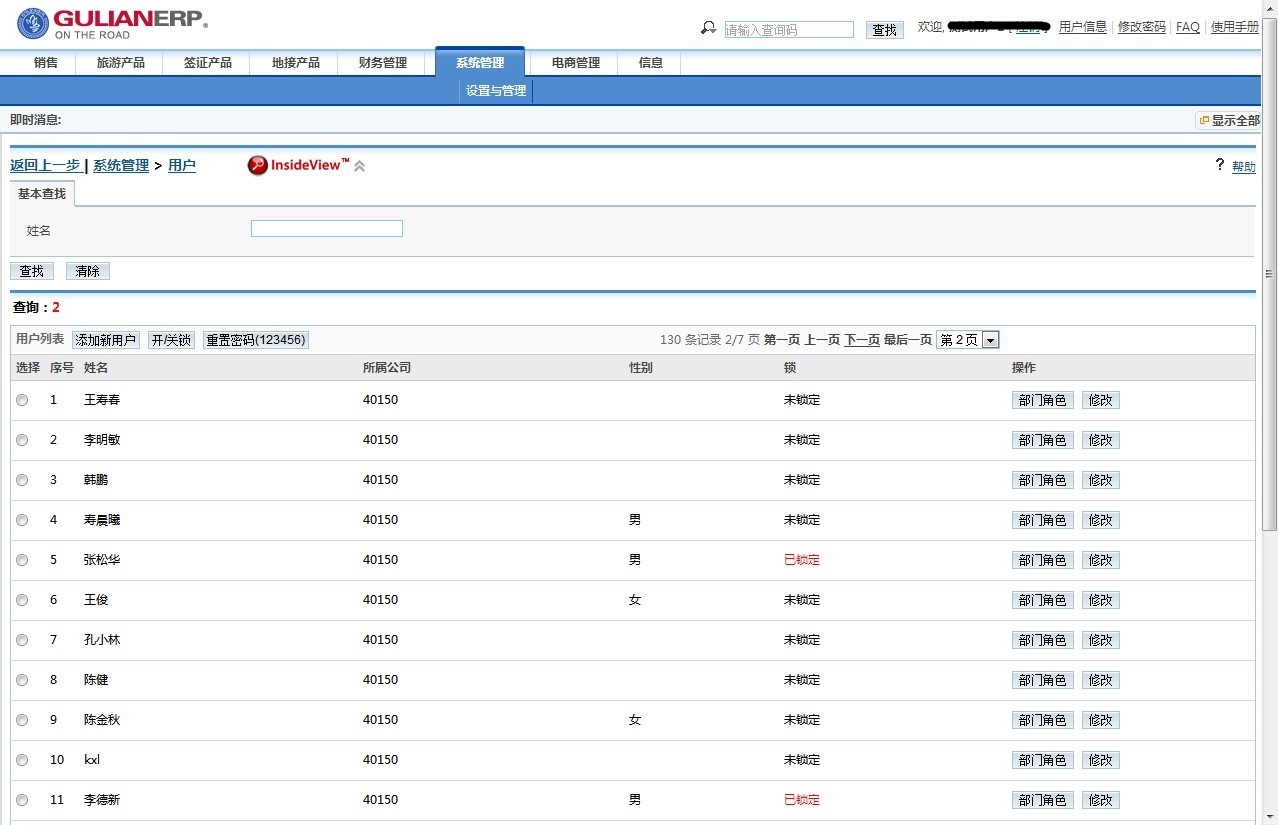 GULIANERP®
ON THE ROAD
请输入查询码 查找 欢迎, 用户信息 | 修改密码 | FAQ | 使用手册
销售 旅游产品 签证产品 地接产品 财务管理 系统管理 电商管理 信息
设置与管理
即时消息: 显示全部
返回上一步 | 系统管理 > 用户 InsideView™ ? 帮助
基本查找
姓名
查找 清除
查询：2
用户列表 添加新用户 开/关锁 重置密码(123456) 130 条记录 2/7 页 第一页 上一页 下一页 最后一页 第 2 页
选择 序号 姓名 所属公司 性别 锁 操作
1 王寿春 40150 未锁定 部门角色 修改
2 李明敏 40150 未锁定 部门角色 修改
3 韩鹏 40150 未锁定 部门角色 修改
4 寿晨曦 40150 男 未锁定 部门角色 修改
5 张松华 40150 男 已锁定 部门角色 修改
6 王俊 40150 女 未锁定 部门角色 修改
7 孔小林 40150 未锁定 部门角色 修改
8 陈健 40150 未锁定 部门角色 修改
9 陈金秋 40150 女 未锁定 部门角色 修改
10 kxl 40150 未锁定 部门角色 修改
11 李德新 40150 男 已锁定 部门角色 修改